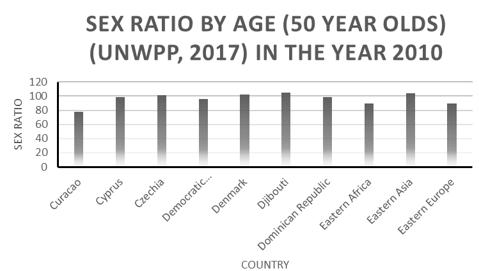 SEX RATIO BY AGE (50 YEAR OLDS)
(UNWPP, 2017) IN THE YEAR 2010
120
100
80
60
40
20
0
SEX RATIO
Curacao
Cyprus
Czechia
Democratic...
Denmark
Djibouti
Dominican Republic
Eastern Africa
Eastern Asia
Eastern Europe
COUNTRY